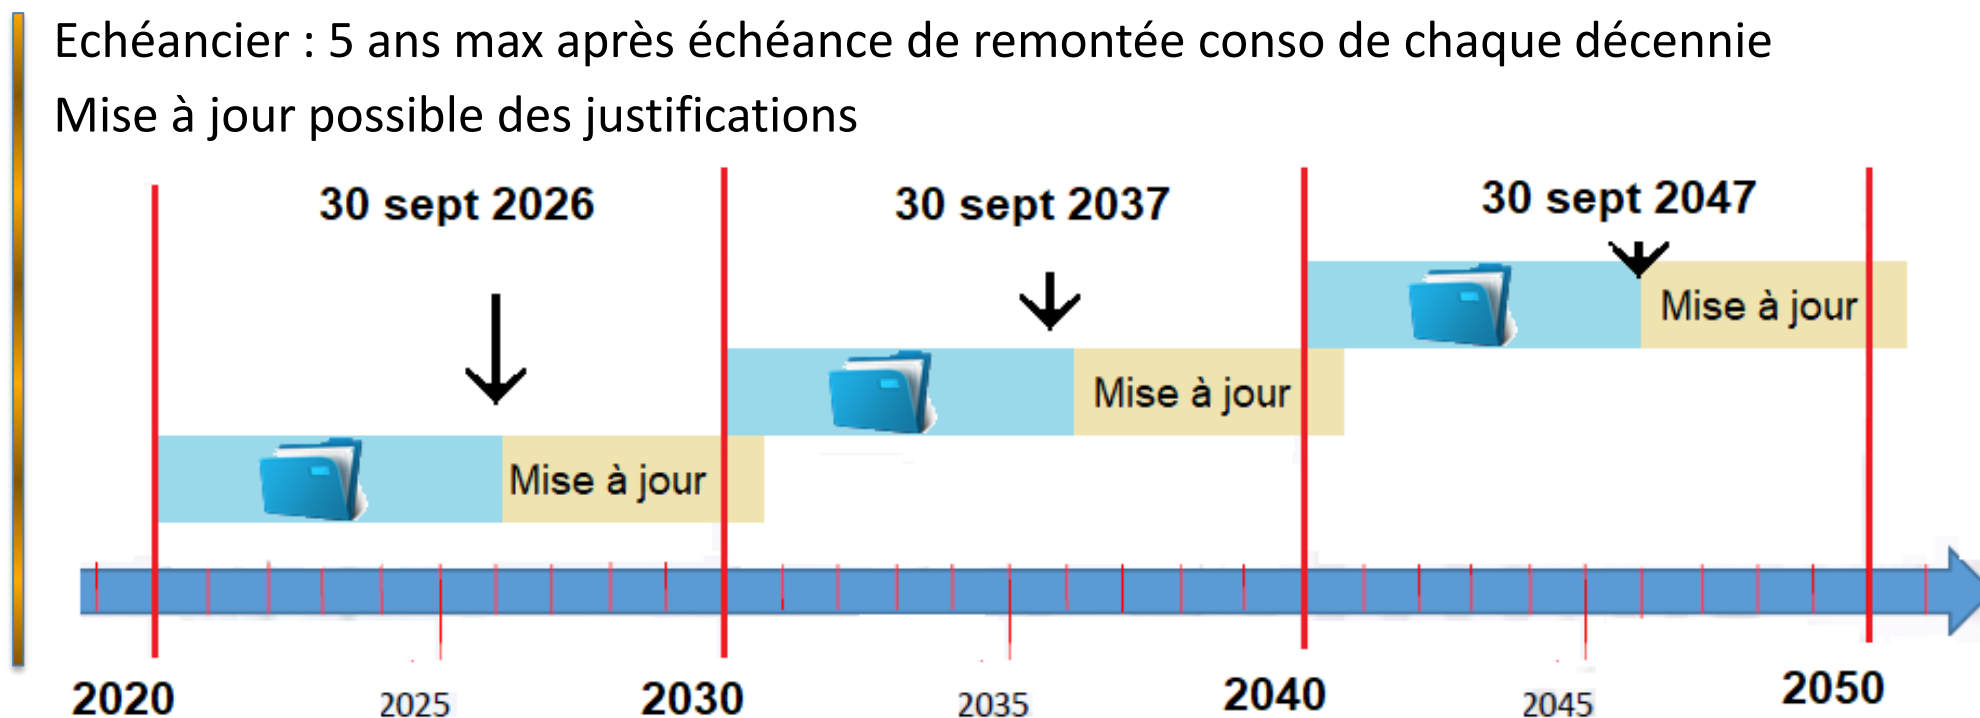 Echéancier : 5 ans max après échéance de remontée conso de chaque décennie
Mise à jour possible des justifications
30 sept 2026
30 sept 2037
30 sept 2047
Mise à jour
Mise à jour
Mise à jour
2020
2025
2030
2035
2040
2045
2050